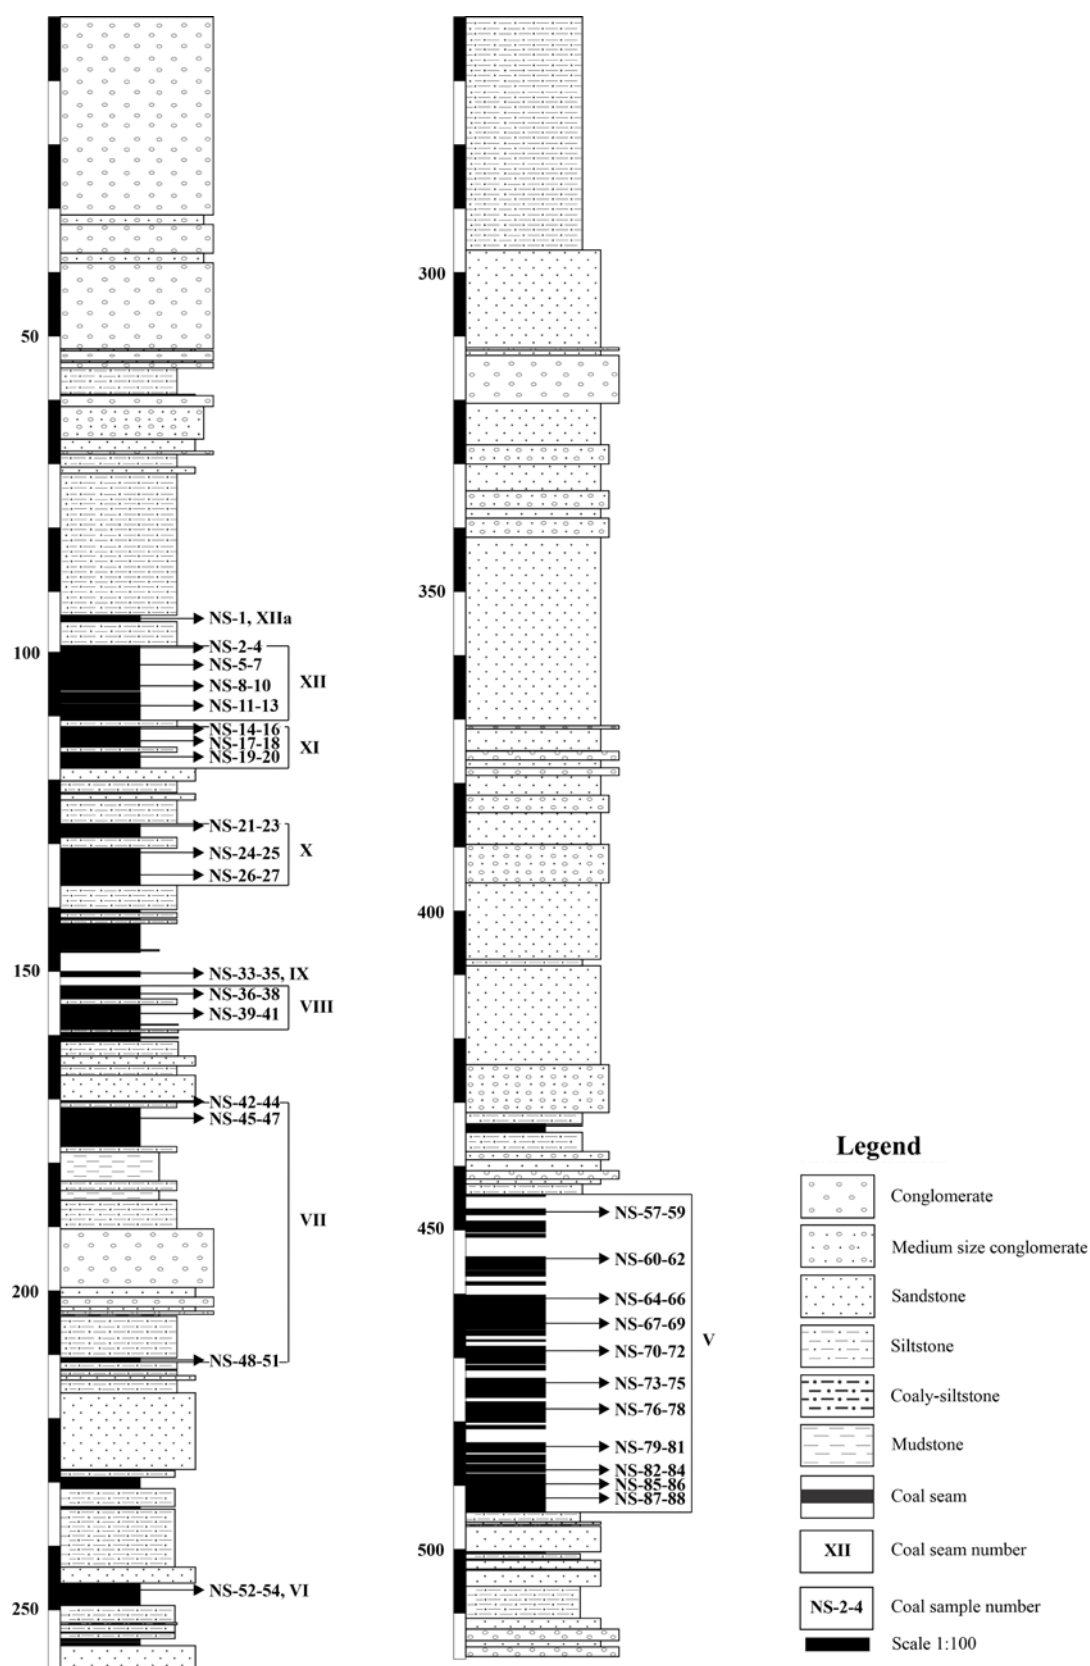 50
NS-1, XIIa
NS-2-4
100
NS-5-7
XII
NS-8-10
NS-11-13
NS-14-16
NS-17-18
XI
NS-19-20
NS-21-23
X
NS-24-25
NS-26-27
150
NS-33-35, IX
NS-36-38
VIII
NS-39-41
NS-42-44
NS-45-47
VII
200
NS-48-51
NS-52-54, VI
250
300
350
400
450
NS-57-59
NS-60-62
NS-64-66
NS-67-69
V
NS-70-72
NS-73-75
NS-76-78
NS-79-81
NS-82-84
NS-85-86
NS-87-88
500
Legend
Conglomerate
Medium size conglomerate
Sandstone
Siltstone
Coaly-siltstone
Mudstone
Coal seam
XII Coal seam number
NS-2-4 Coal sample number
Scale 1:100